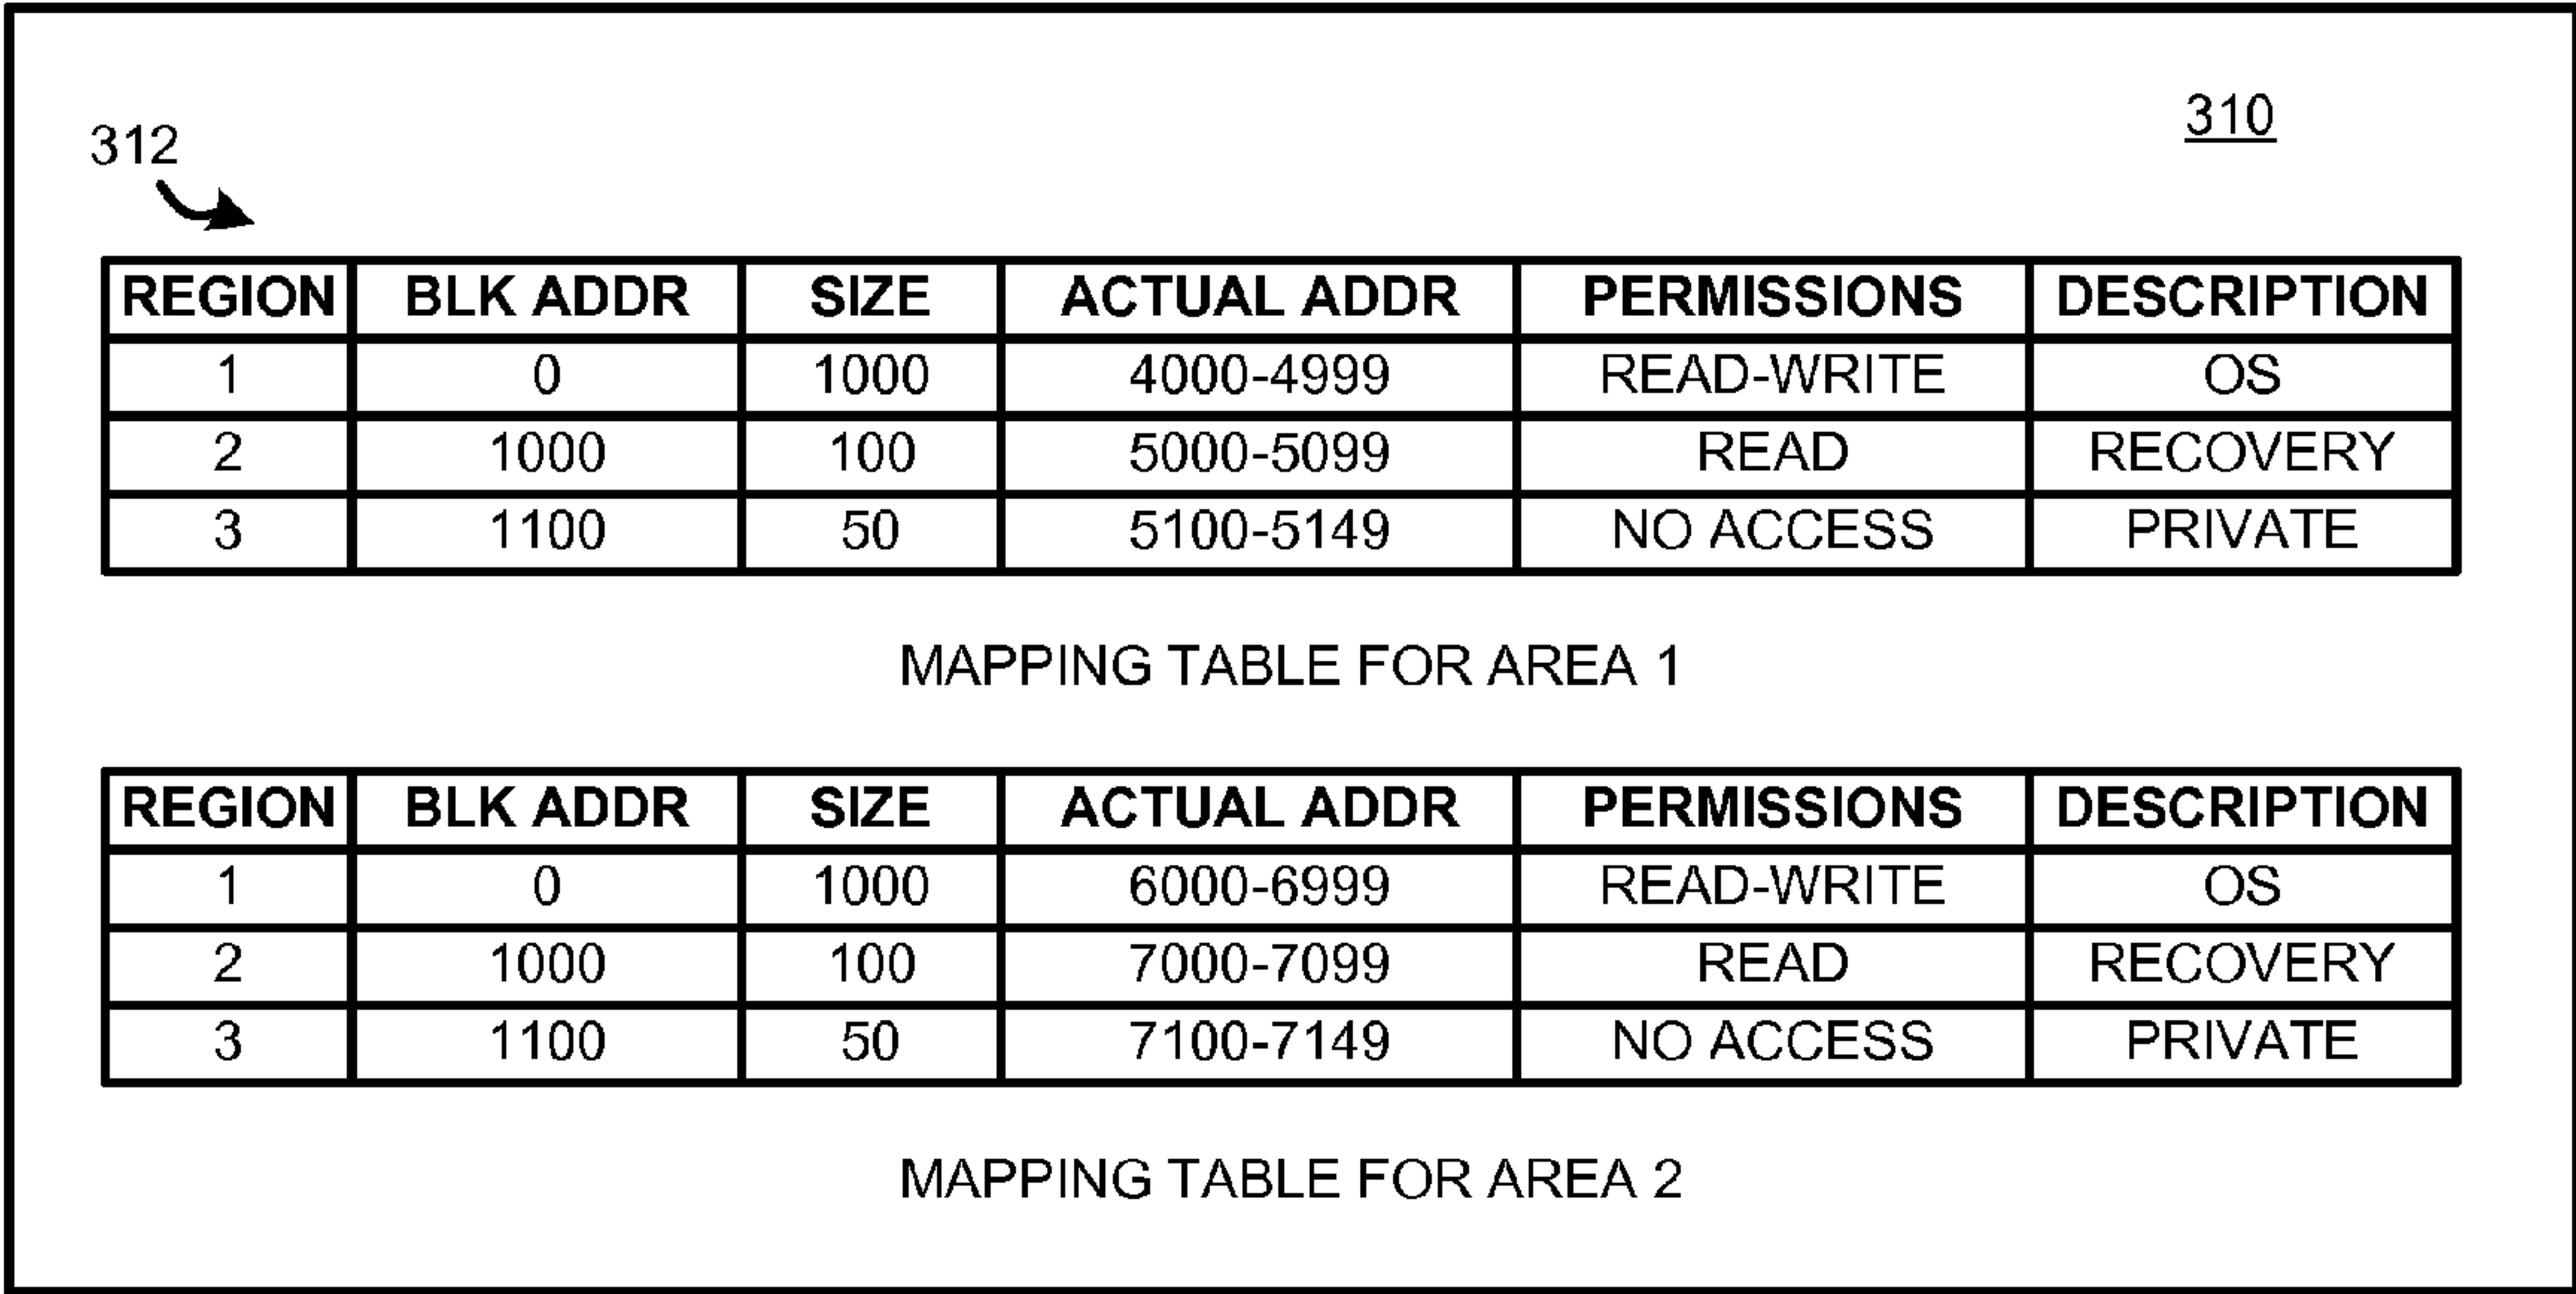 310
312
REGION BLK ADDR SIZE ACTUAL ADDR PERMISSIONS DESCRIPTION
1 0 1000 4000-4999 READ-WRITE OS
2 1000 100 5000-5099 READ RECOVERY
3 1100 50 5100-5149 NO ACCESS PRIVATE
MAPPING TABLE FOR AREA 1
REGION BLK ADDR SIZE ACTUAL ADDR PERMISSIONS DESCRIPTION
1 0 1000 6000-6999 READ-WRITE OS
2 1000 100 7000-7099 READ RECOVERY
3 1100 50 7100-7149 NO ACCESS PRIVATE
MAPPING TABLE FOR AREA 2